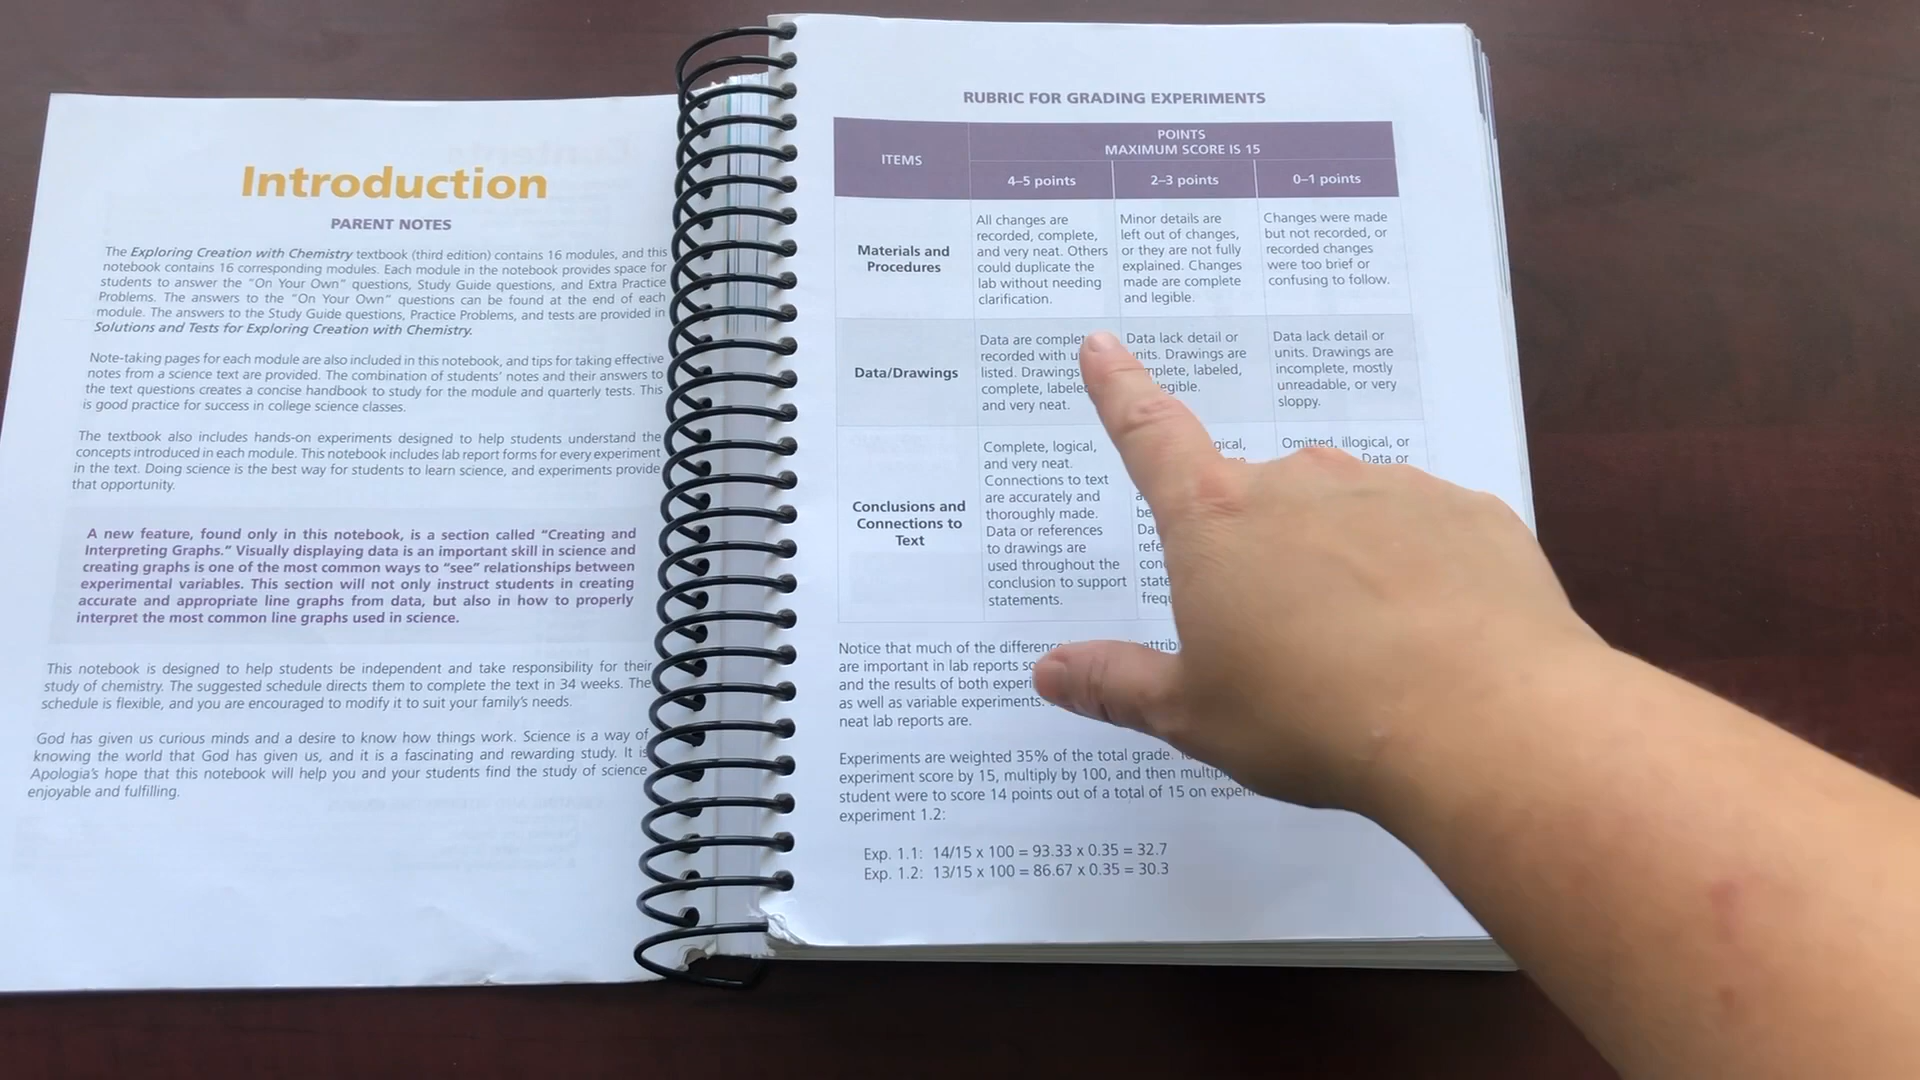 Introduction
PARENT NOTES
The Exploring Creation with Chemistry textbook (third edition) contains 16 modules, and this
notebook contains 16 corresponding modules. Each module in the notebook provides space for
students to answer the “On Your Own” questions, Study Guide questions, and Extra Practice
Problems. The answers to the “On Your Own” questions can be found at the end of each
module. The answers to the Study Guide questions, Practice Problems, and tests are provided in
Solutions and Tests for Exploring Creation with Chemistry.
Note-taking pages for each module are also included in this notebook, and tips for taking effective
notes from a science text are provided. The combination of students’ notes and their answers to
the text questions creates a concise handbook to study for the module and quarterly tests. This
is good practice for success in college science classes.
The textbook also includes hands-on experiments designed to help students understand the
concepts introduced in each module. This notebook includes lab report forms for every experiment
in the text. Doing science is the best way for students to learn science, and experiments provide
that opportunity.
A new feature, found only in this notebook, is a section called “Creating and
Interpreting Graphs.” Visually displaying data is an important skill in science and
creating graphs is one of the most common ways to “see” relationships between
experimental variables. This section will not only instruct students in creating
accurate and appropriate line graphs from data, but also in how to properly
interpret the most common line graphs used in science.
This notebook is designed to help students be independent and take responsibility for their
study of chemistry. The suggested schedule directs them to complete the text in 34 weeks. The
schedule is flexible, and you are encouraged to modify it to suit your family’s needs.
God has given us curious minds and a desire to know how things work. Science is a way of
knowing the world that God has given us, and it is a fascinating and rewarding study. It is
Apologia’s hope that this notebook will help you and your students find the study of science
enjoyable and fulfilling.
RUBRIC FOR GRADING EXPERIMENTS
ITEMS
POINTS
MAXIMUM SCORE IS 15
4–5 points
2–3 points
0–1 points
Materials and
Procedures
All changes are
recorded, complete,
and very neat. Others
could duplicate the
lab without needing
clarification.
Minor details are
left out of changes,
or they are not fully
explained. Changes
made are complete
and legible.
Changes were made
but not recorded, or
recorded changes
were too brief or
confusing to follow.
Data/Drawings
Data are
recorded with
listed. Drawings
complete,
and very neat.
Data lack detail or
Drawings are
labeled,
Data lack detail or
units. Drawings are
incomplete, mostly
unreadable, or very
sloppy.
Conclusions and
Connections to
Text
Complete, logical,
and very neat.
Connections to text
are accurately and
thoroughly made.
Data or references
to drawings are
used throughout the
conclusion to support
statements.
Omitted, illogical, or
Data or
Notice that much of the difference
are important in lab reports
and the results of both
as well as variable experiments.
neat lab reports are.
Experiments are weighted 35% of the total grade.
experiment score by 15, multiply by 100, and then
student were to score 14 points out of a total of 15 on
experiment 1.2:
Exp. 1.1: 14/15 x 100 = 93.33 x 0.35 = 32.7
Exp. 1.2: 13/15 x 100 = 86.67 x 0.35 = 30.3